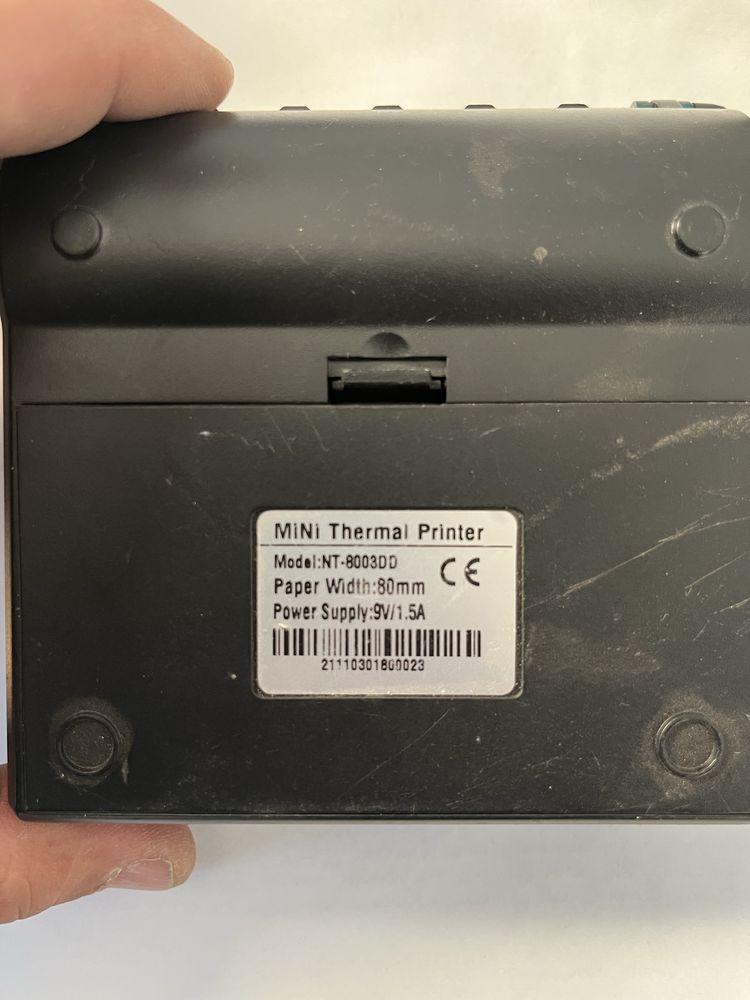 MiNi Thermal Printer
Model:NT-8003DD
CE
Paper Width:80mm
Power Supply:9V/1.5A
21110301800023